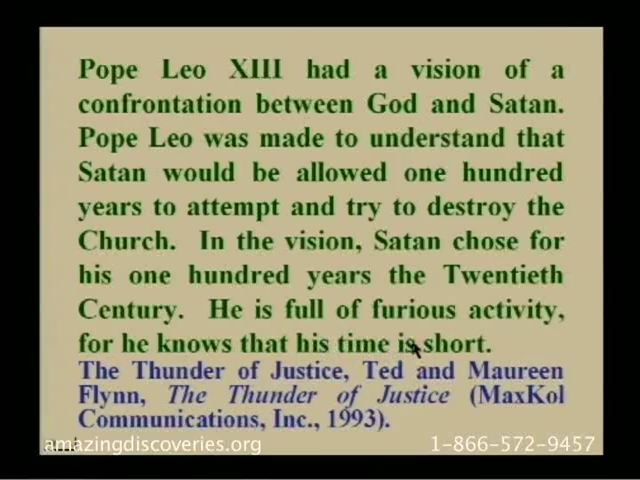 Pope Leo XIII had a vision of a
confrontation between God and Satan.
Pope Leo was made to understand that
Satan would be allowed one hundred
years to attempt and try to destroy the
Church. In the vision, Satan chose for
his one hundred years the Twentieth
Century. He is full of furious activity,
for he knows that his time is short.
The Thunder of Justice, Ted and Maureen
Flynn, The Thunder of Justice (MaxKol
Communications, Inc., 1993).
amazingdiscoveries.org 1-866-572-9457